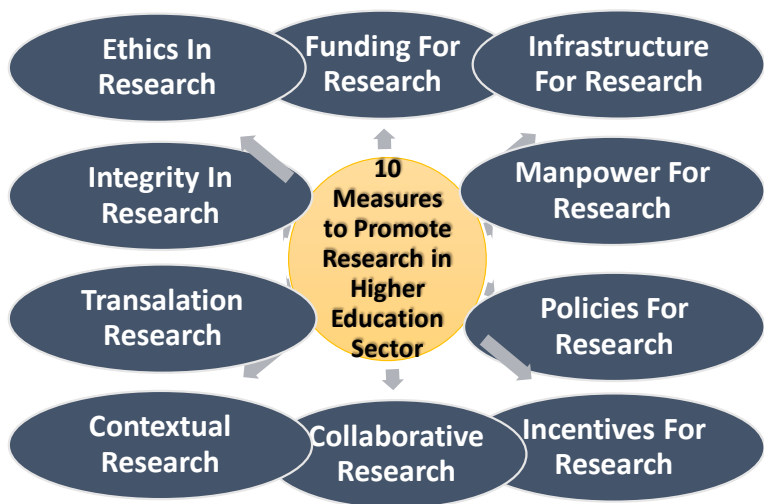 Ethics In
Research
Funding For
Research
Infrastructure
For Research
Integrity In
Research
10
Measures
to Promote
Research in
Higher
Education
Sector
Manpower For
Research
Transalation
Research
Policies For
Research
Contextual
Research
Collaborative
Research
Incentives For
Research